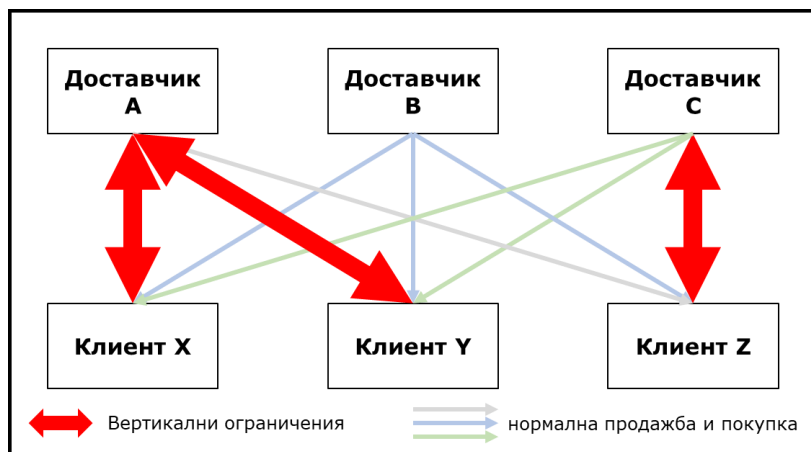 Доставчик
A
Доставчик
B
Доставчик
C
Клиент X
Клиент Y
Клиент Z
Вертикални ограничения
нормална продажба и покупка